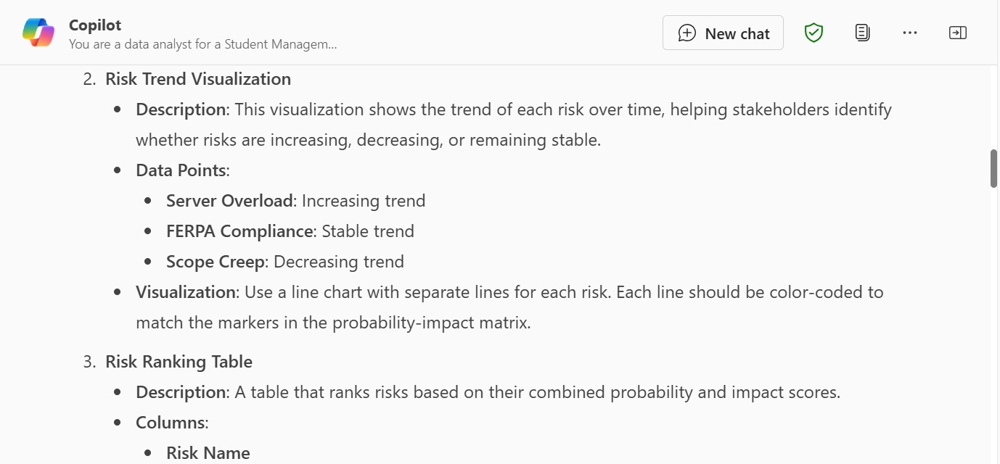 Copilot
You are a data analyst for a Student Managem...
New chat
2. Risk Trend Visualization
• Description: This visualization shows the trend of each risk over time, helping stakeholders identify
whether risks are increasing, decreasing, or remaining stable.
• Data Points:
• Server Overload: Increasing trend
• FERPA Compliance: Stable trend
• Scope Creep: Decreasing trend
• Visualization: Use a line chart with separate lines for each risk. Each line should be color-coded to
match the markers in the probability-impact matrix.
3. Risk Ranking Table
• Description: A table that ranks risks based on their combined probability and impact scores.
• Columns:
• Risk Name